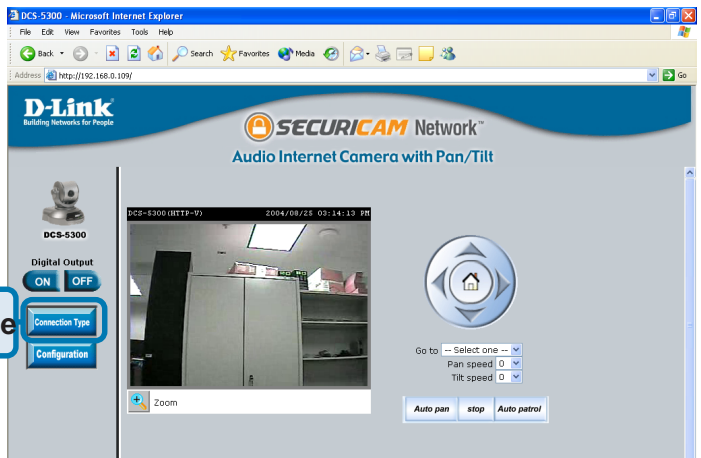 DCS-5300 - Microsoft Internet Explorer
File Edit View Favorites Tools Help
Back Search Favorites Media
Address http://192.168.0.109/ Go
D-Link
Building Networks for People
SECURICAM Network™
Audio Internet Camera with Pan/Tilt
DCS-5300
Digital Output
ON OFF
e
Connection Type
Configuration
DCS-5300(HTTP-V) 2004/08/25 03:14:13 PM
Zoom
Go to -- Select one --
Pan speed 0
Tilt speed 0
Auto pan stop Auto patrol